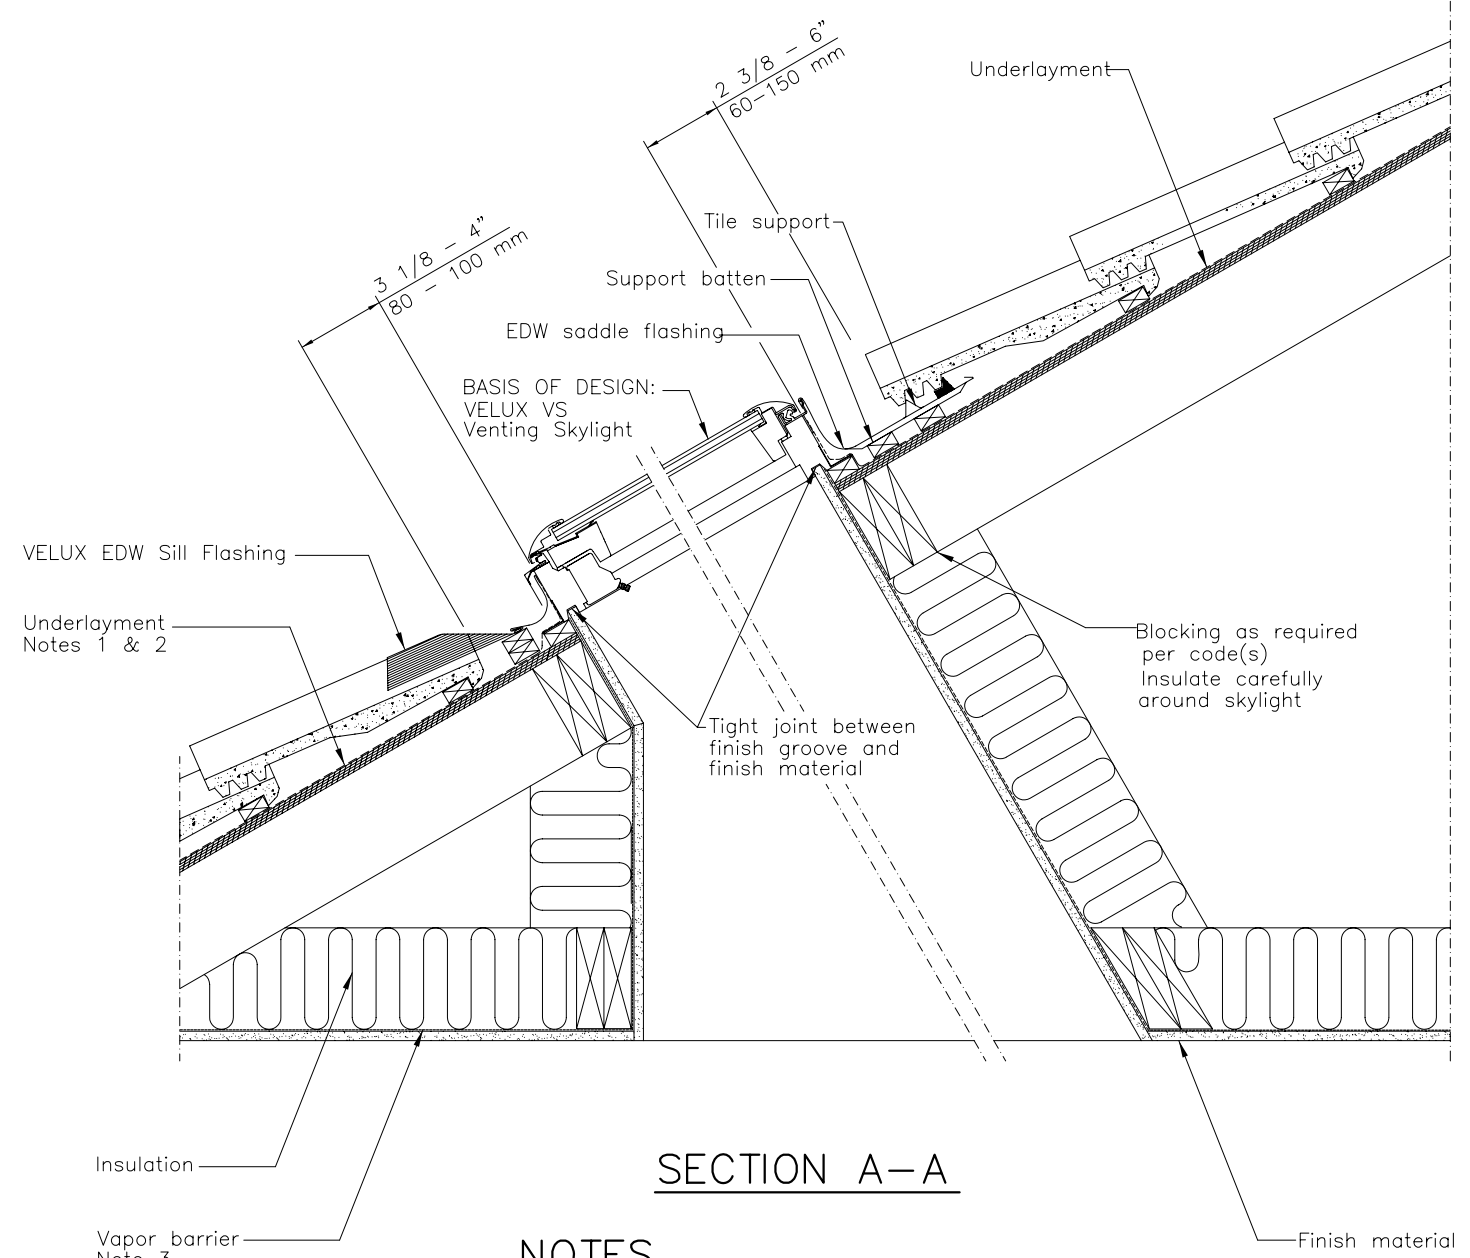 2 3/8 - 6"
60-150 mm
Underlayment
3 1/8 - 4"
80 - 100 mm
Tile support
Support batten
EDW saddle flashing
BASIS OF DESIGN:
VELUX VS
Venting Skylight
VELUX EDW Sill Flashing
Underlayment
Notes 1 & 2
Blocking as required
per code(s)
Insulate carefully
around skylight
Tight joint between
finish groove and
finish material
Insulation
SECTION A-A
Vapor barrier
Note 3
Finish material
NOTES